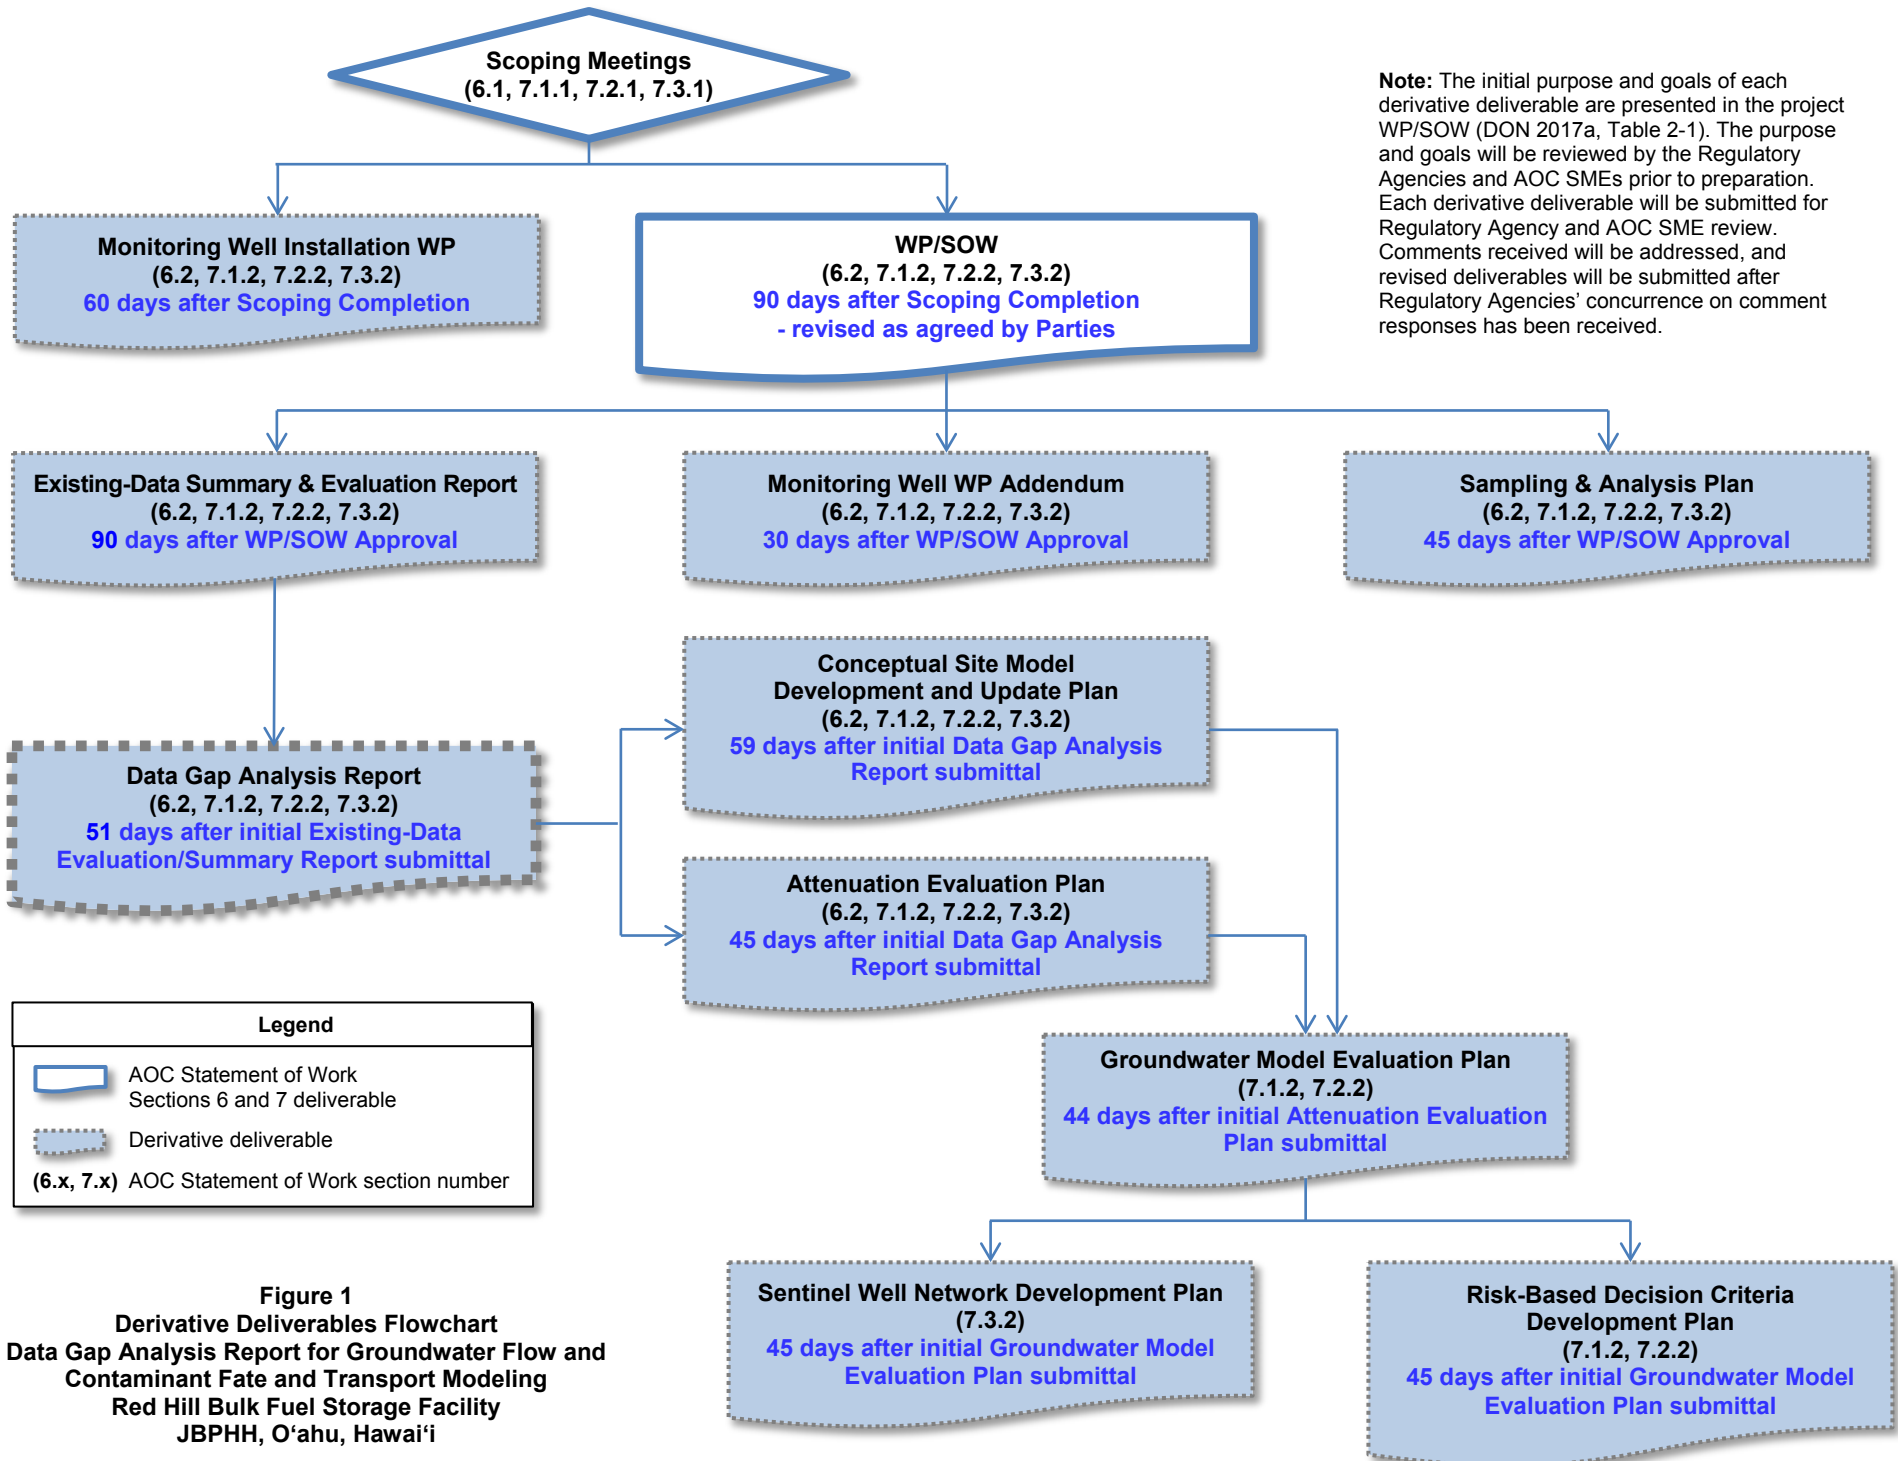 Scoping Meetings
(6.1, 7.1.1, 7.2.1, 7.3.1)
Note: The initial purpose and goals of each
derivative deliverable are presented in the project
WP/SOW (DON 2017a, Table 2-1). The purpose
and goals will be reviewed by the Regulatory
Agencies and AOC SMEs prior to preparation.
Each derivative deliverable will be submitted for
Regulatory Agency and AOC SME review.
Comments received will be addressed, and
revised deliverables will be submitted after
Regulatory Agencies’ concurrence on comment
responses has been received.
Monitoring Well Installation WP
(6.2, 7.1.2, 7.2.2, 7.3.2)
60 days after Scoping Completion
WP/SOW
(6.2, 7.1.2, 7.2.2, 7.3.2)
90 days after Scoping Completion
- revised as agreed by Parties
Existing-Data Summary & Evaluation Report
(6.2, 7.1.2, 7.2.2, 7.3.2)
90 days after WP/SOW Approval
Monitoring Well WP Addendum
(6.2, 7.1.2, 7.2.2, 7.3.2)
30 days after WP/SOW Approval
Sampling & Analysis Plan
(6.2, 7.1.2, 7.2.2, 7.3.2)
45 days after WP/SOW Approval
Data Gap Analysis Report
(6.2, 7.1.2, 7.2.2, 7.3.2)
51 days after initial Existing-Data
Evaluation/Summary Report submittal
Conceptual Site Model
Development and Update Plan
(6.2, 7.1.2, 7.2.2, 7.3.2)
59 days after initial Data Gap Analysis
Report submittal
Attenuation Evaluation Plan
(6.2, 7.1.2, 7.2.2, 7.3.2)
45 days after initial Data Gap Analysis
Report submittal
Groundwater Model Evaluation Plan
(7.1.2, 7.2.2)
44 days after initial Attenuation Evaluation
Plan submittal
Sentinel Well Network Development Plan
(7.3.2)
45 days after initial Groundwater Model
Evaluation Plan submittal
Risk-Based Decision Criteria
Development Plan
(7.1.2, 7.2.2)
45 days after initial Groundwater Model
Evaluation Plan submittal
Legend
AOC Statement of Work
Sections 6 and 7 deliverable
Derivative deliverable
(6.x, 7.x) AOC Statement of Work section number
Figure 1
Derivative Deliverables Flowchart
Data Gap Analysis Report for Groundwater Flow and
Contaminant Fate and Transport Modeling
Red Hill Bulk Fuel Storage Facility
JBPHH, Oʻahu, Hawaiʻi